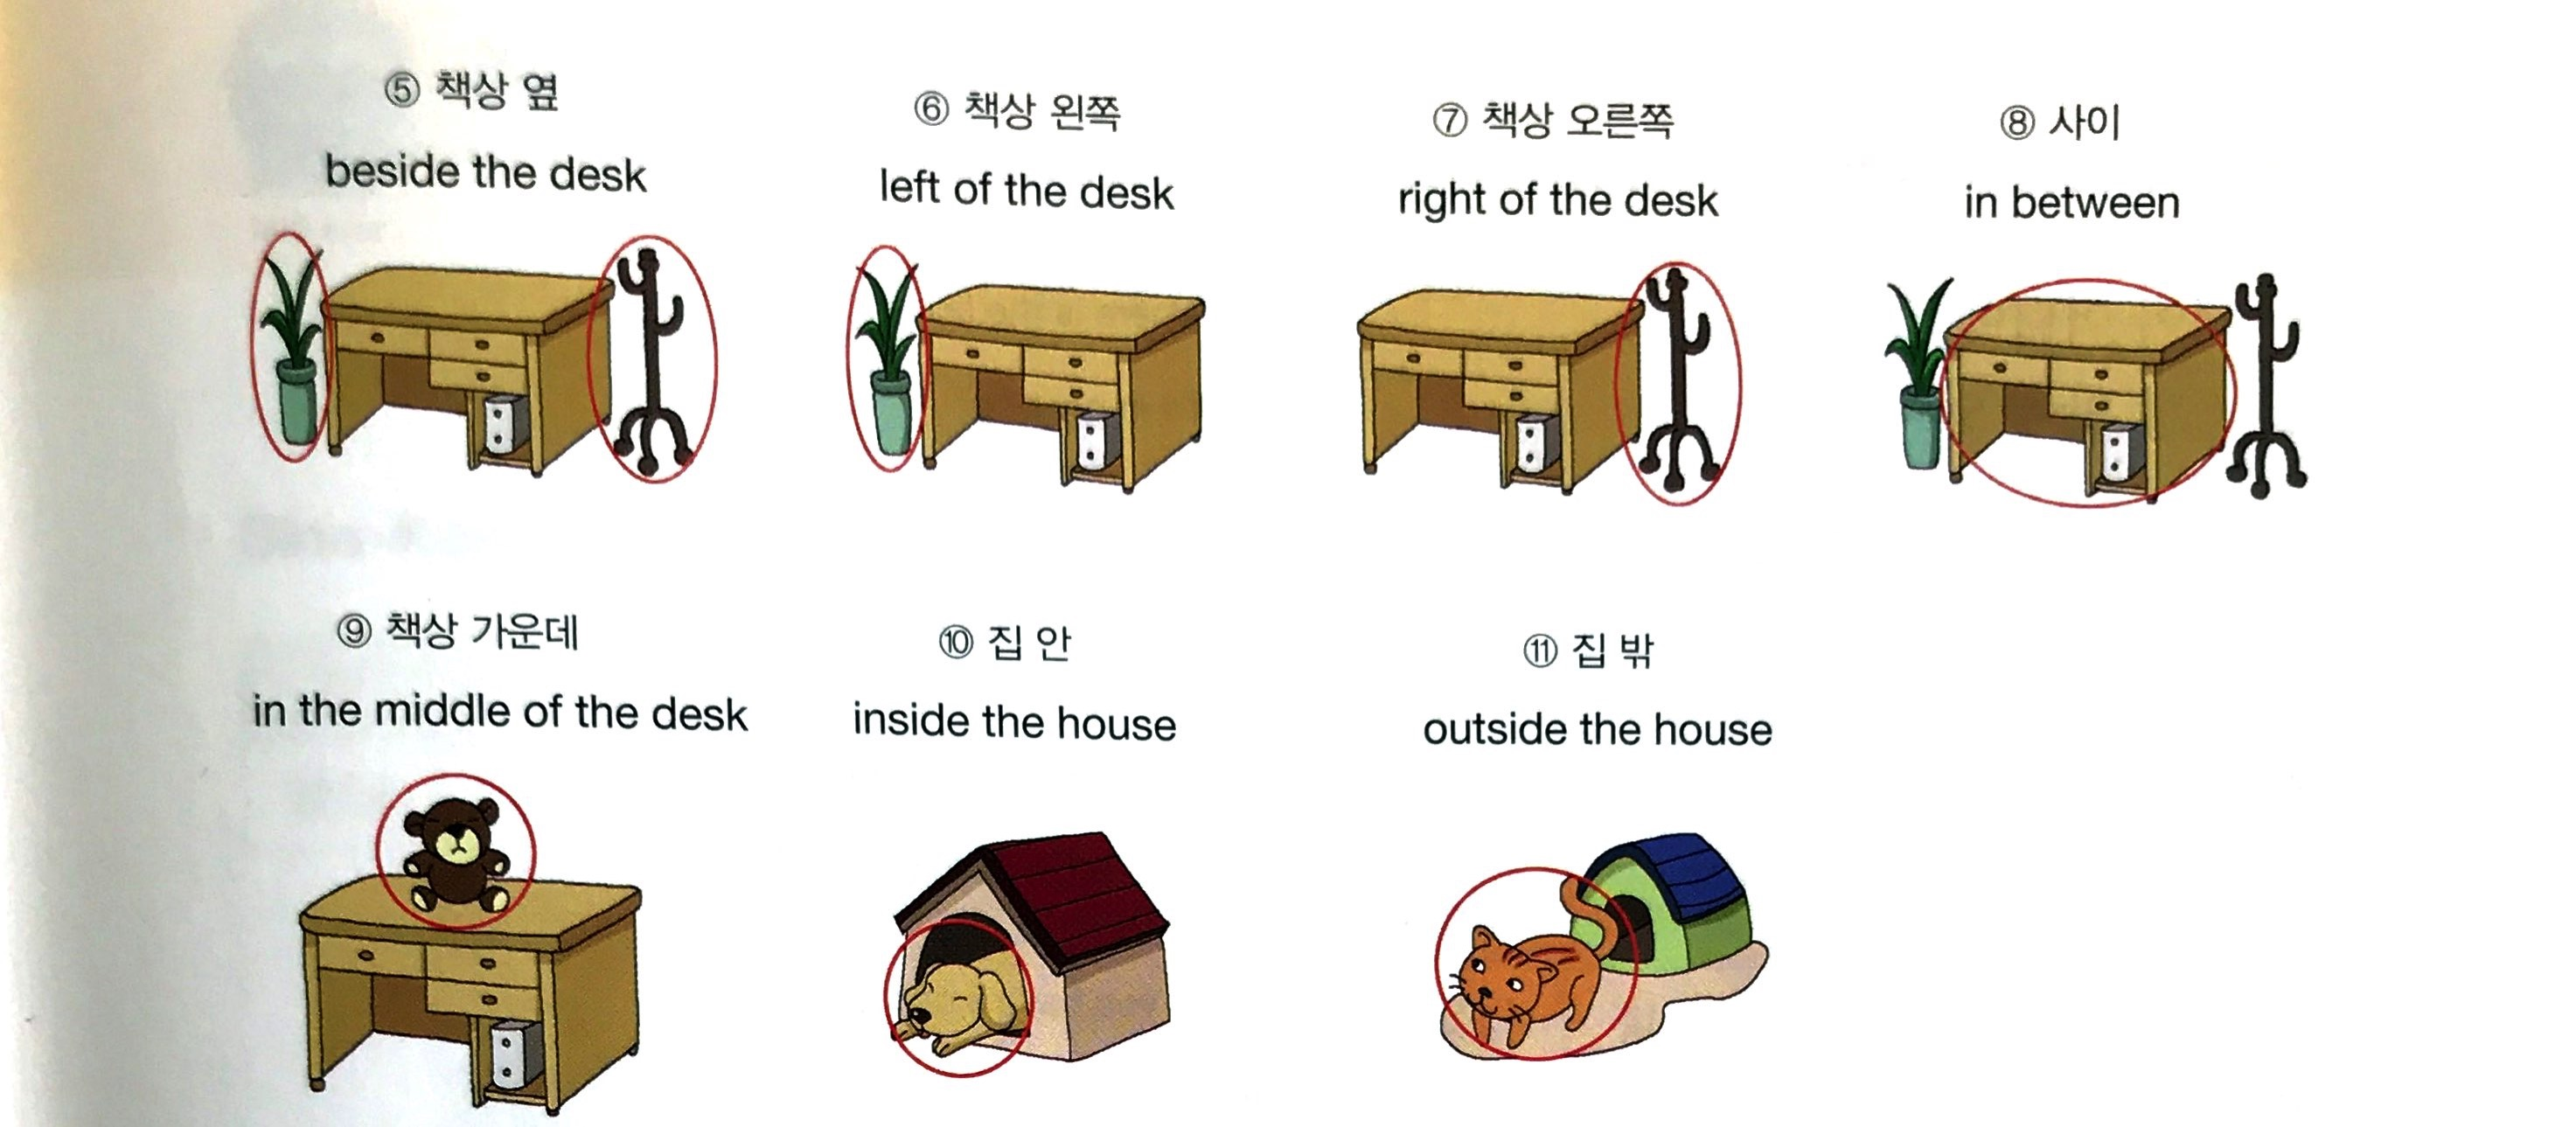 ⑤ 책상 옆
beside the desk
⑥ 책상 왼쪽
left of the desk
⑦ 책상 오른쪽
right of the desk
⑧ 사이
in between
⑨ 책상 가운데
in the middle of the desk
⑩ 집 안
inside the house
⑪ 집 밖
outside the house